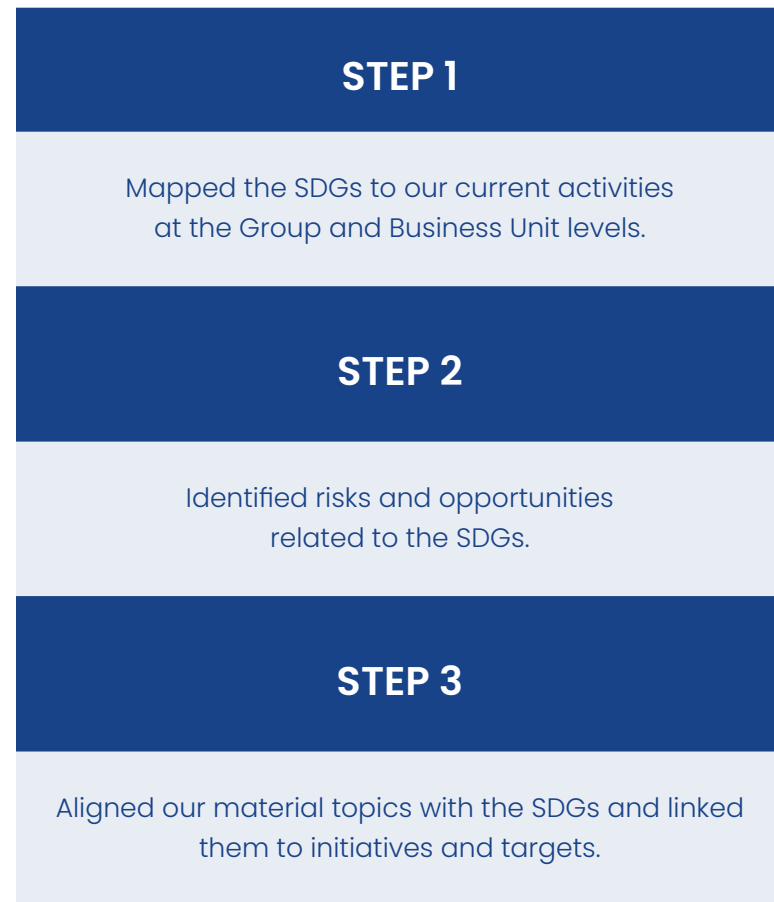 STEP 1
Mapped the SDGs to our current activities
at the Group and Business Unit levels.
STEP 2
Identified risks and opportunities
related to the SDGs.
STEP 3
Aligned our material topics with the SDGs and linked
them to initiatives and targets.